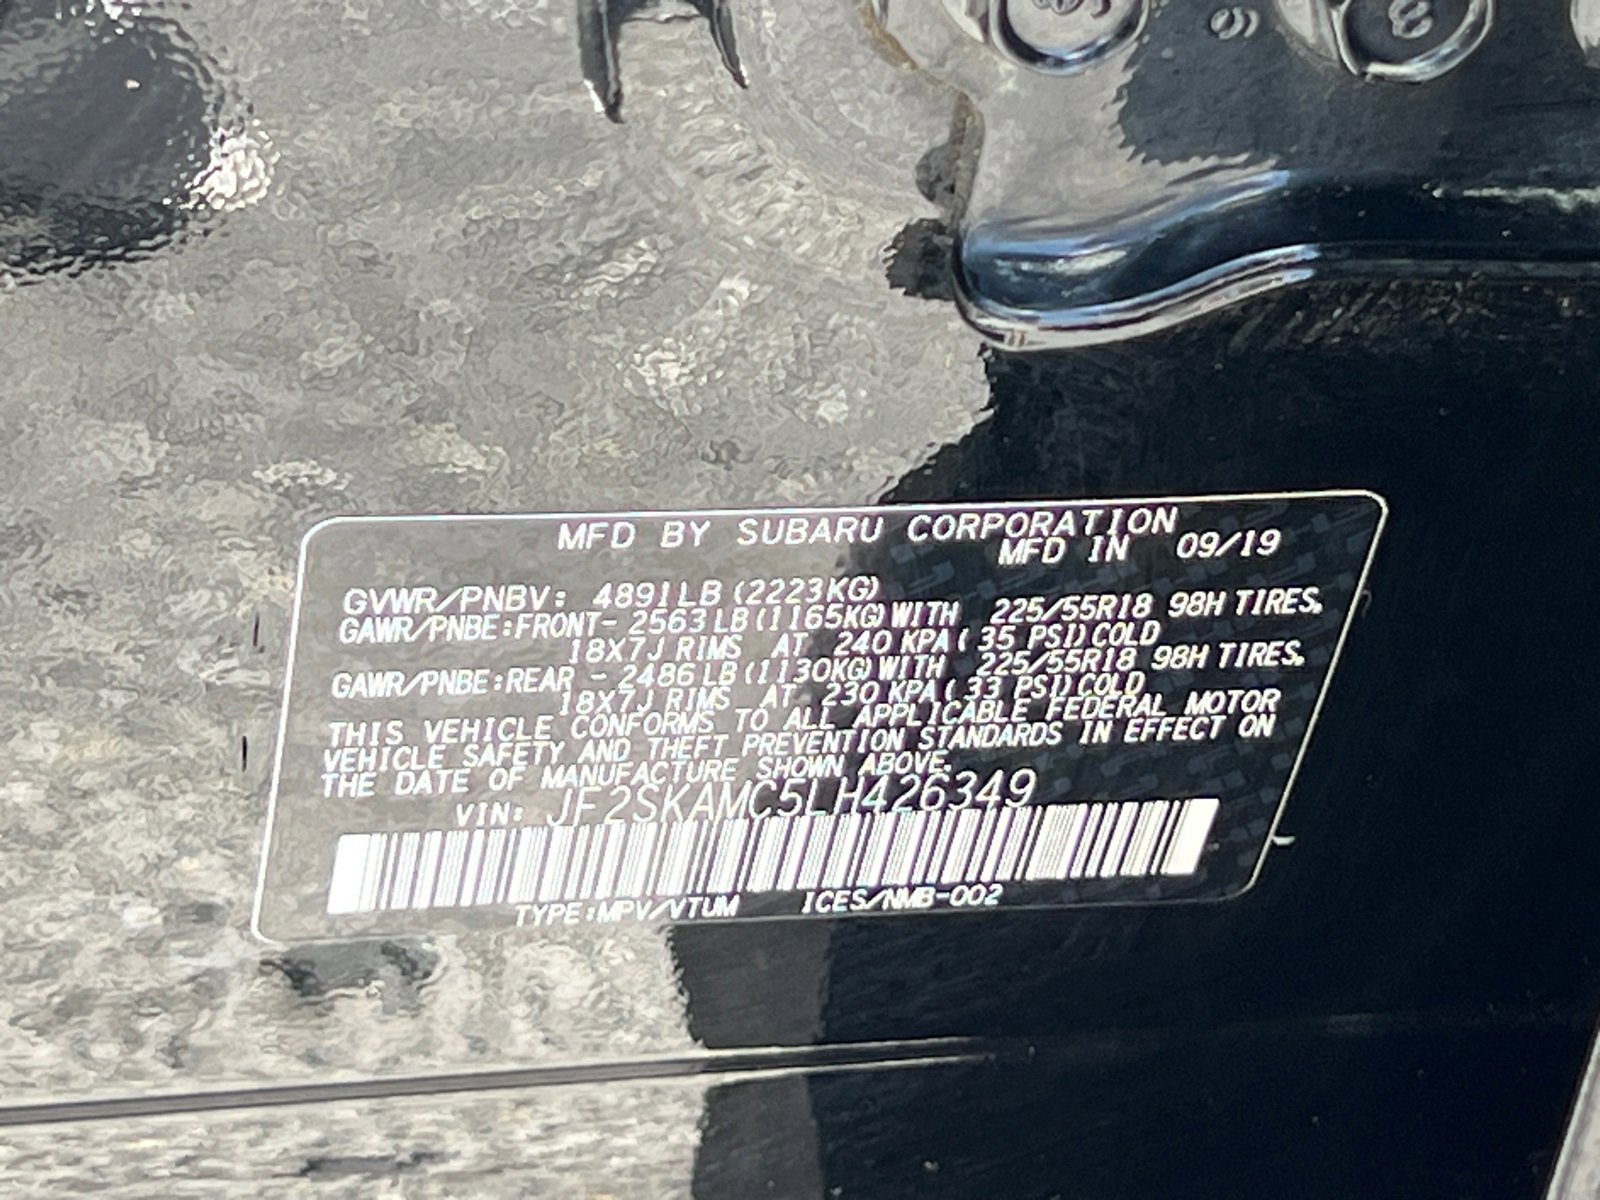 MFD BY SUBARU CORPORATION
MFD IN 09/19
GVWR/PNBV: 4891LB (2223KG)
GAWR/PNBE:FRONT- 2563LB(1165KG)WITH 225/55R18 98H TIRES,
18X7J RIMS AT 240 KPA( 35 PSI)COLD
GAWR/PNBE:REAR - 2486LB(1130KG)WITH 225/55R18 98H TIRES,
18X7J RIMS AT 230 KPA( 33 PSI)COLD
THIS VEHICLE CONFORMS TO ALL APPLICABLE FEDERAL MOTOR
VEHICLE SAFETY AND THEFT PREVENTION STANDARDS IN EFFECT ON
THE DATE OF MANUFACTURE SHOWN ABOVE.
VIN: JF2SKAMC5LH426349
TYPE:MPV/VTUM ICES/NMB-002